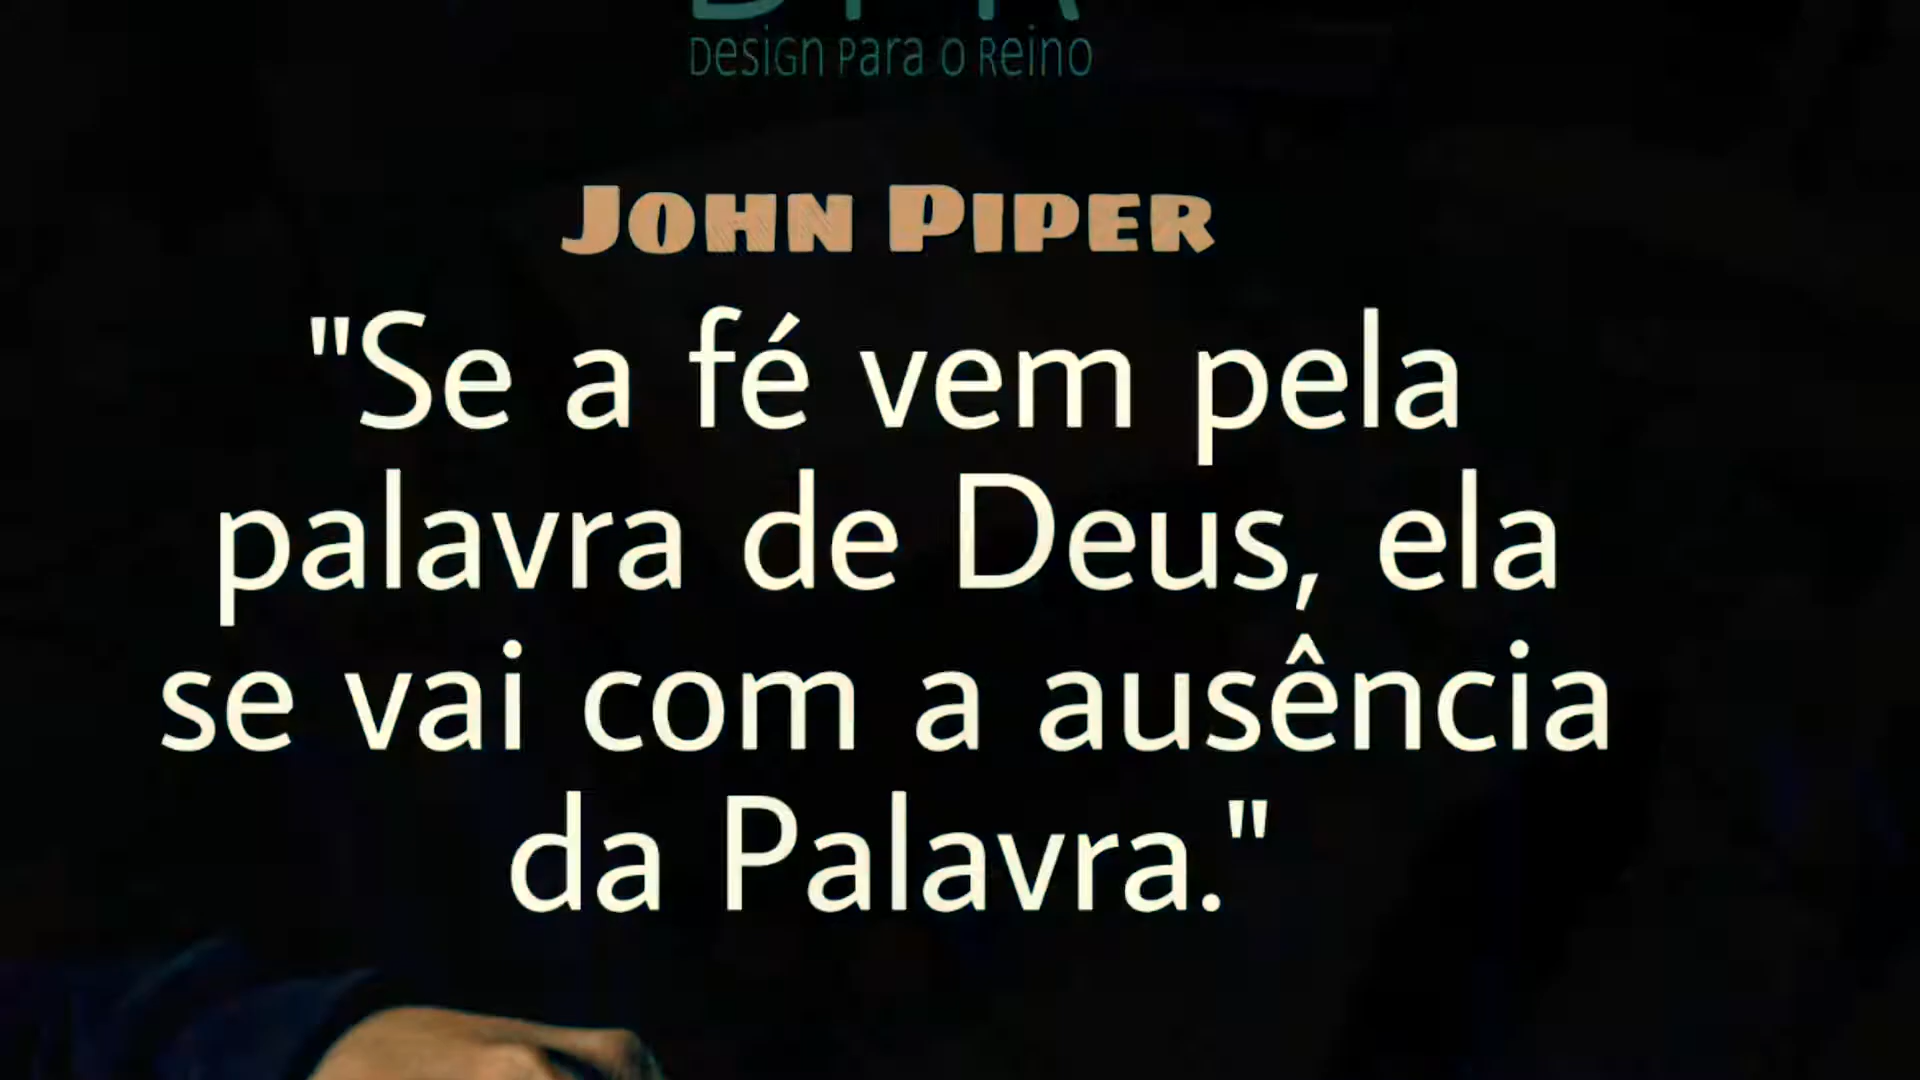 Design Para o Reino
John Piper
"Se a fé vem pela
palavra de Deus, ela
se vai com a ausência
da Palavra."